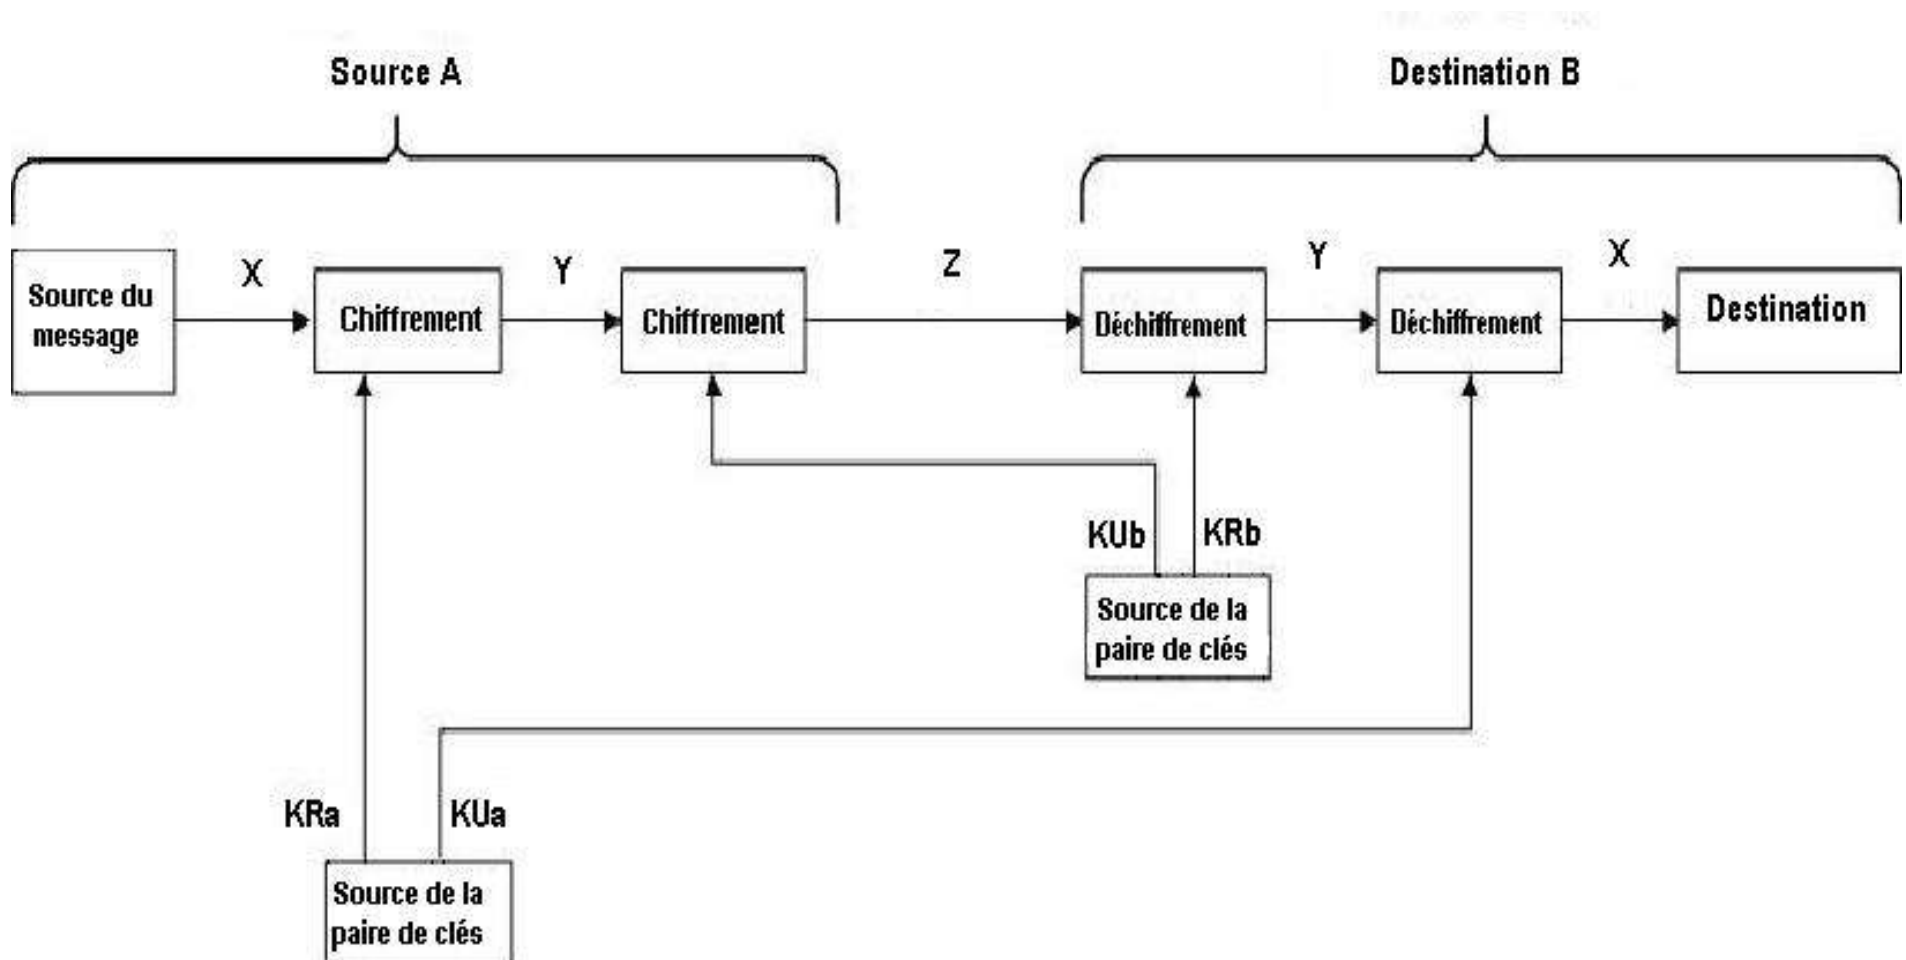 Source A
Destination B
X
Y
Z
Y
X
Source du
message
Chiffrement
Chiffrement
Déchiffrement
Déchiffrement
Destination
KUb
KRb
Source de la
paire de clés
KRa
KUa
Source de la
paire de clés